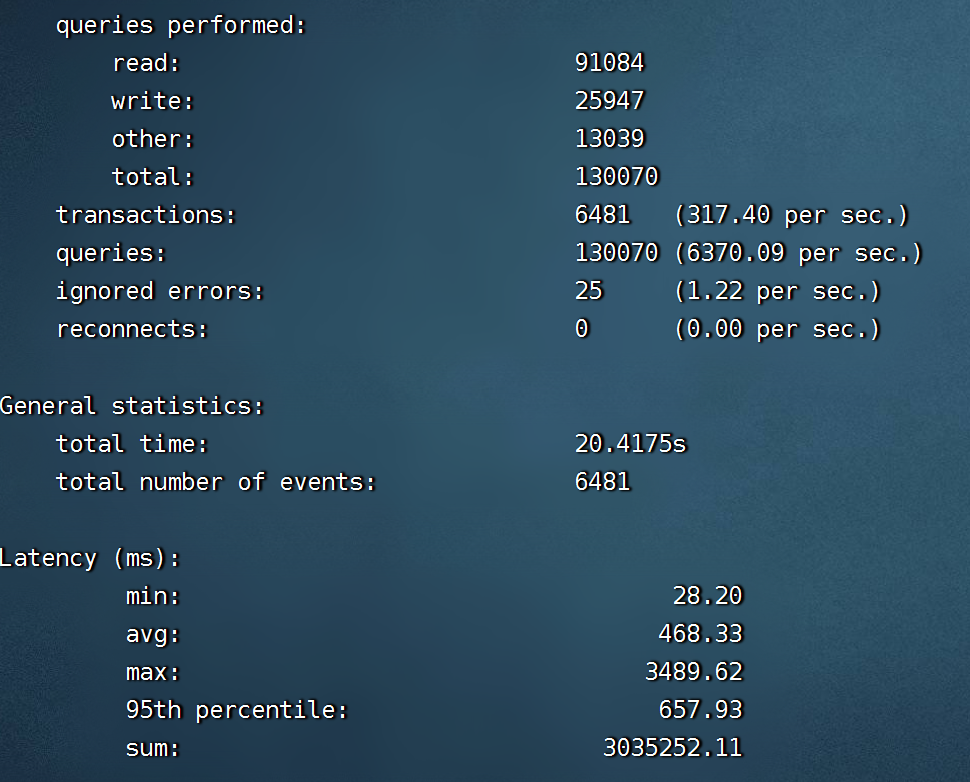 queries performed:
read: 91084
write: 25947
other: 13039
total: 130070
transactions: 6481 (317.40 per sec.)
queries: 130070 (6370.09 per sec.)
ignored errors: 25 (1.22 per sec.)
reconnects: 0 (0.00 per sec.)
General statistics:
total time: 20.4175s
total number of events: 6481
Latency (ms):
min: 28.20
avg: 468.33
max: 3489.62
95th percentile: 657.93
sum: 3035252.11